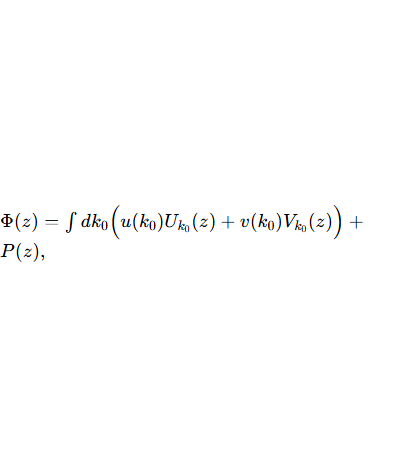 Φ(z) = ∫ dk₀(u(k₀)U_{k₀}(z) + v(k₀)V_{k₀}(z)) +
P(z),